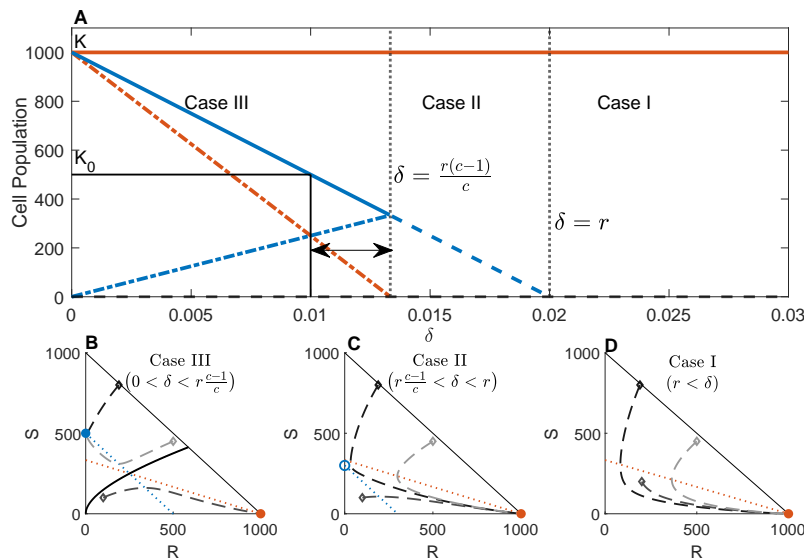 A
K
1000
800
600
400
200
0
Cell Population
K₀
Case III
Case II
Case I
δ = r(c−1)/c
δ = r
0
0.005
0.01
0.015
0.02
0.025
0.03
δ
B
Case III
(0 < δ < r (c−1)/c)
1000
500
0
S
0
500
1000
R
C
Case II
(r (c−1)/c < δ < r)
1000
500
0
S
0
500
1000
R
D
Case I
(r < δ)
1000
500
0
S
0
500
1000
R